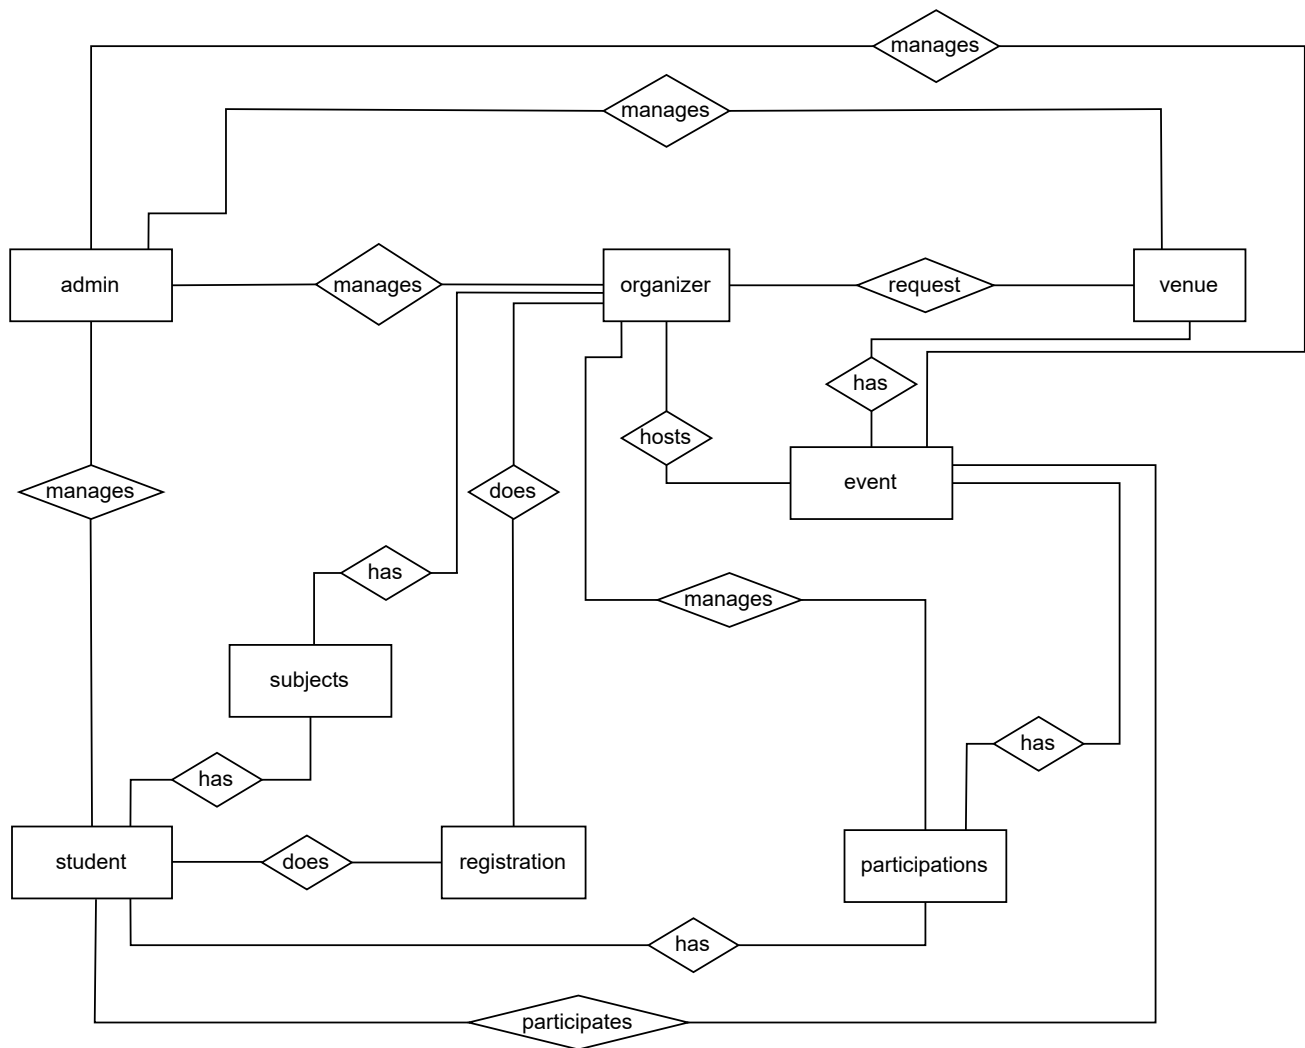 manages
manages
admin
manages
organizer
request
venue
has
hosts
event
manages
does
has
manages
subjects
has
has
student
does
registration
participations
has
participates